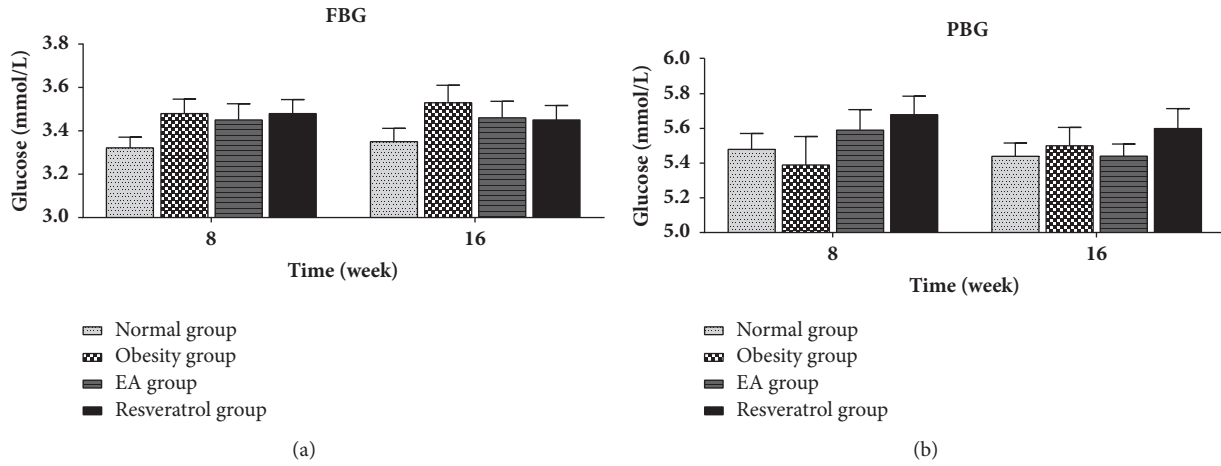 FBG
Glucose (mmol/L)
3.8
3.6
3.4
3.2
3.0
8
16
Time (week)
Normal group
Obesity group
EA group
Resveratrol group
(a)
PBG
Glucose (mmol/L)
6.0
5.8
5.6
5.4
5.2
5.0
8
16
Time (week)
Normal group
Obesity group
EA group
Resveratrol group
(b)